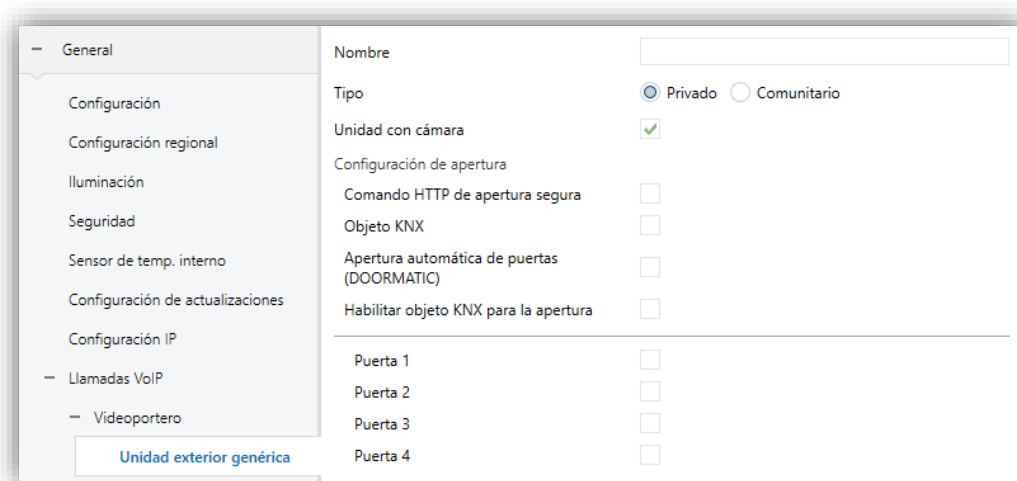 General
Configuración
Configuración regional
Iluminación
Seguridad
Sensor de temp. interno
Configuración de actualizaciones
Configuración IP
Llamadas VoIP
Videoportero
Unidad exterior genérica
Nombre
Tipo
Privado Comunitario
Unidad con cámara
Configuración de apertura
Comando HTTP de apertura segura
Objeto KNX
Apertura automática de puertas
(DOORMATIC)
Habilitar objeto KNX para la apertura
Puerta 1
Puerta 2
Puerta 3
Puerta 4